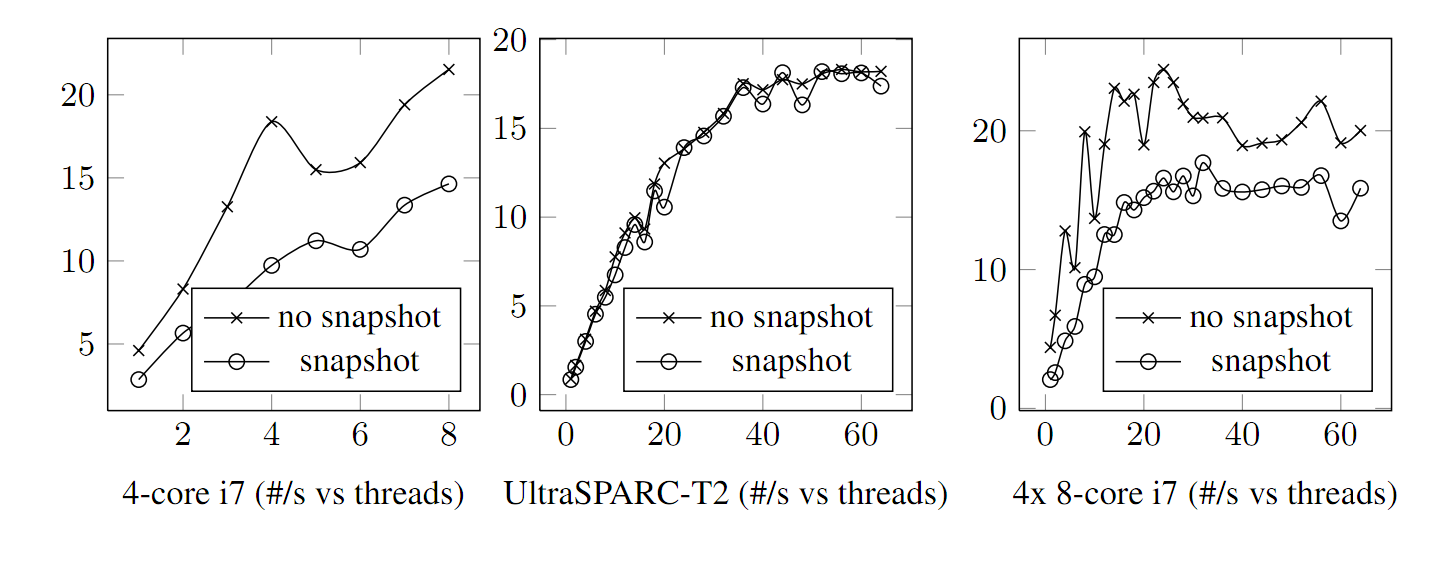 20
15
10
5
no snapshot
snapshot
2 4 6 8
4-core i7 (#/s vs threads)
20
15
10
5
0
no snapshot
snapshot
0 20 40 60
UltraSPARC-T2 (#/s vs threads)
20
10
0
no snapshot
snapshot
0 20 40 60
4x 8-core i7 (#/s vs threads)